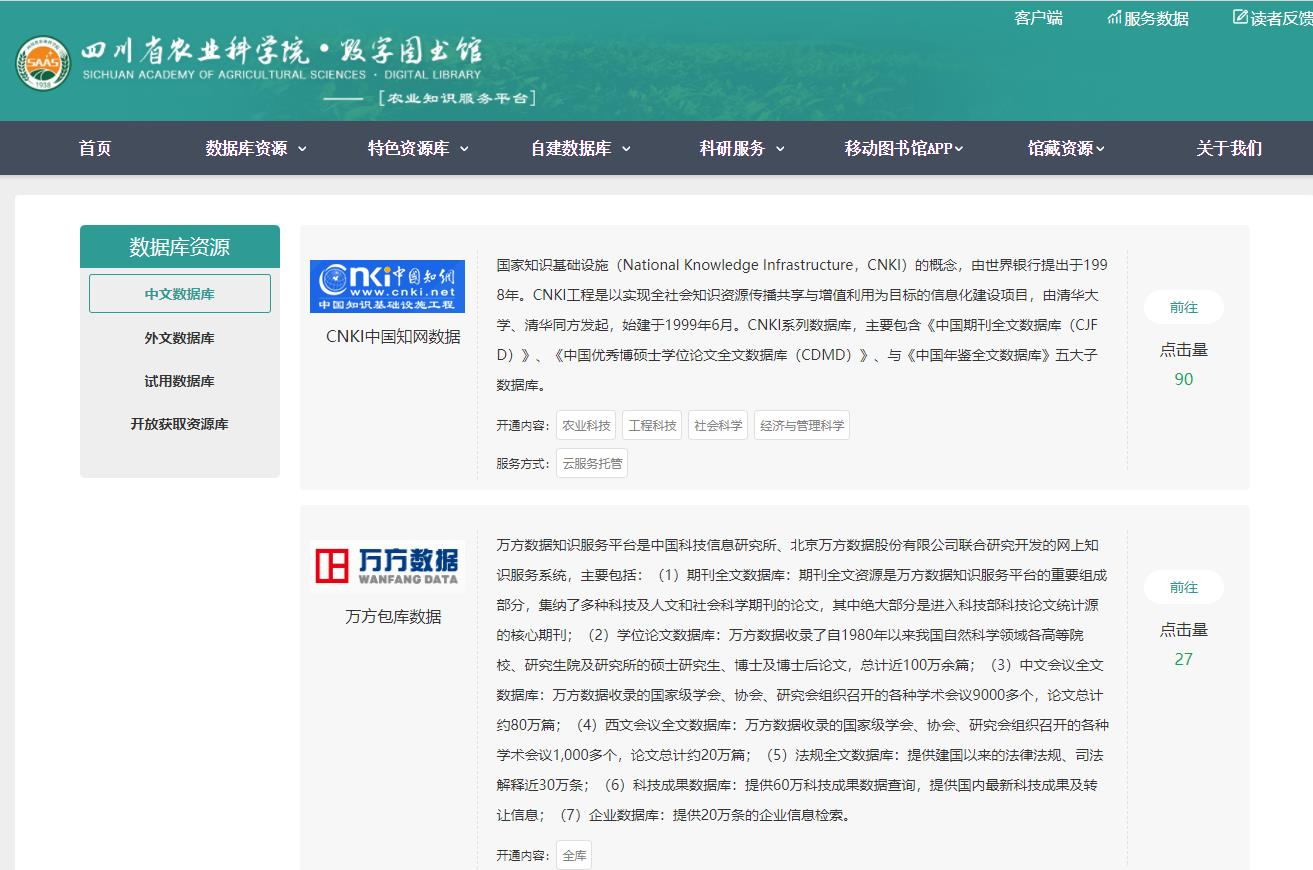 客户端
服务数据
读者反馈
SAAS
1938
四川省农业科学院·数字图书馆
SICHUAN ACADEMY OF AGRICULTURAL SCIENCES · DIGITAL LIBRARY
——［农业知识服务平台］
首页
数据库资源
特色资源库
自建数据库
科研服务
移动图书馆APP
馆藏资源
关于我们
数据库资源
中文数据库
外文数据库
试用数据库
开放获取资源库
cnki中国知网
www.cnki.net
中国知识基础设施工程
CNKI中国知网数据
国家知识基础设施（National Knowledge Infrastructure，CNKI）的概念，由世界银行提出于199
8年。CNKI工程是以实现全社会知识资源传播共享与增值利用为目标的信息化建设项目，由清华大
学、清华同方发起，始建于1999年6月。CNKI系列数据库，主要包含《中国期刊全文数据库（CJF
D）》、《中国优秀博硕士学位论文全文数据库（CDMD）》、与《中国年鉴全文数据库》五大子
数据库。
开通内容： 农业科技 工程科技 社会科学 经济与管理科学
服务方式： 云服务托管
前往
点击量
90
万方数据
WANFANG DATA
万方包库数据
万方数据知识服务平台是中国科技信息研究所、北京万方数据股份有限公司联合研究开发的网上知
识服务系统，主要包括：（1）期刊全文数据库：期刊全文资源是万方数据知识服务平台的重要组成
部分，集纳了多种科技及人文和社会科学期刊的论文，其中绝大部分是进入科技部科技论文统计源
的核心期刊；（2）学位论文数据库：万方数据收录了自1980年以来我国自然科学领域各高等院
校、研究生院及研究所的硕士研究生、博士及博士后论文，总计近100万余篇；（3）中文会议全文
数据库：万方数据收录的国家级学会、协会、研究会组织召开的各种学术会议9000多个，论文总计
约80万篇；（4）西文会议全文数据库：万方数据收录的国家级学会、协会、研究会组织召开的各种
学术会议1,000多个，论文总计约20万篇；（5）法规全文数据库：提供建国以来的法律法规、司法
解释近30万条；（6）科技成果数据库：提供60万科技成果数据查询，提供国内最新科技成果及转
让信息；（7）企业数据库：提供20万条的企业信息检索。
开通内容： 全库
前往
点击量
27